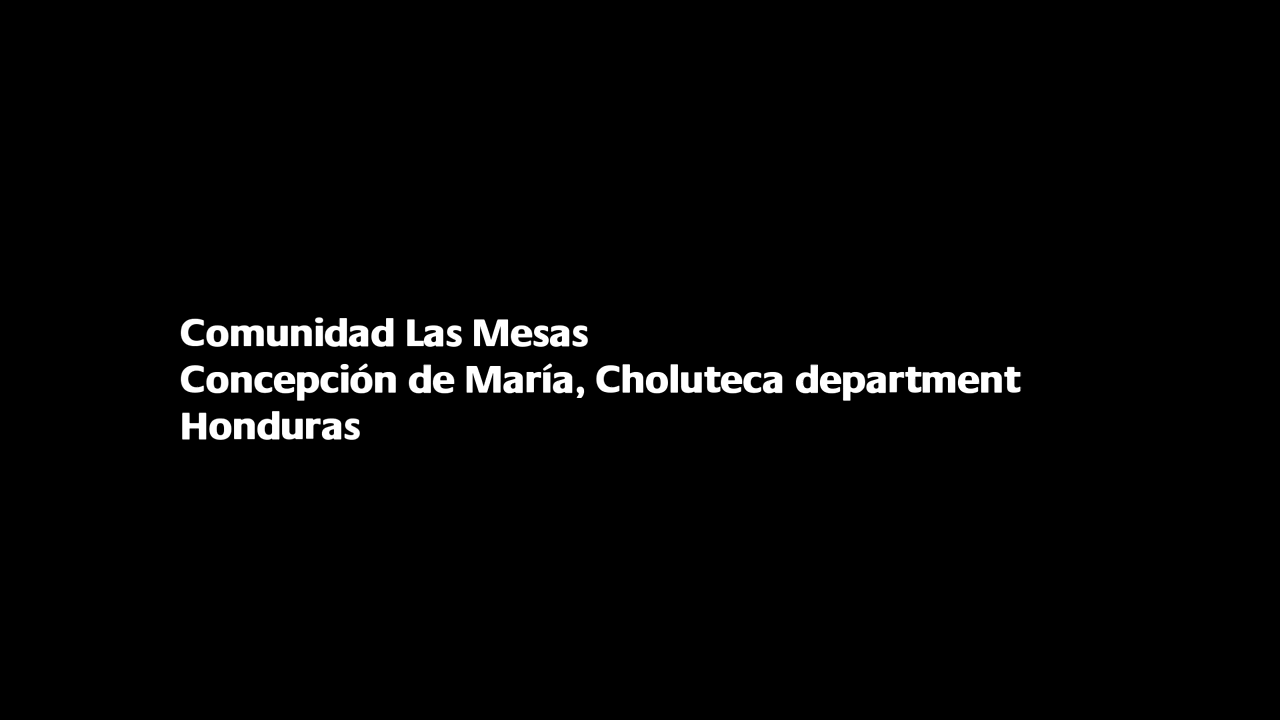 Comunidad Las Mesas
Concepción de María, Choluteca department
Honduras